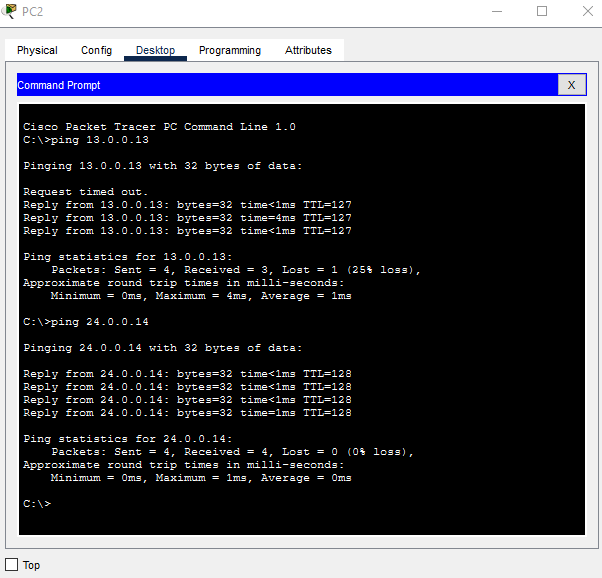 PC2
Physical Config Desktop Programming Attributes
Command Prompt X
Cisco Packet Tracer PC Command Line 1.0
C:\>ping 13.0.0.13
Pinging 13.0.0.13 with 32 bytes of data:
Request timed out.
Reply from 13.0.0.13: bytes=32 time<1ms TTL=127
Reply from 13.0.0.13: bytes=32 time=4ms TTL=127
Reply from 13.0.0.13: bytes=32 time<1ms TTL=127
Ping statistics for 13.0.0.13:
Packets: Sent = 4, Received = 3, Lost = 1 (25% loss),
Approximate round trip times in milli-seconds:
Minimum = 0ms, Maximum = 4ms, Average = 1ms
C:\>ping 24.0.0.14
Pinging 24.0.0.14 with 32 bytes of data:
Reply from 24.0.0.14: bytes=32 time<1ms TTL=128
Reply from 24.0.0.14: bytes=32 time<1ms TTL=128
Reply from 24.0.0.14: bytes=32 time<1ms TTL=128
Reply from 24.0.0.14: bytes=32 time=1ms TTL=128
Ping statistics for 24.0.0.14:
Packets: Sent = 4, Received = 4, Lost = 0 (0% loss),
Approximate round trip times in milli-seconds:
Minimum = 0ms, Maximum = 1ms, Average = 0ms
C:\>
Top